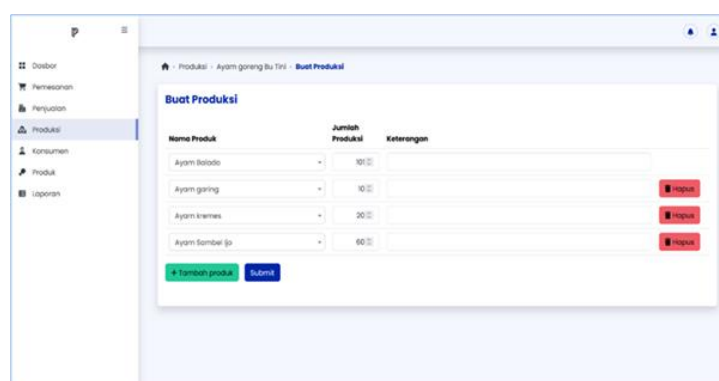 Dasbor
Pemesanan
Penjualan
Produksi
Konsumen
Produk
Laporan
Produksi - Ayam goreng Bu Tini - Buat Produksi
Buat Produksi
Nama Produk Jumlah Produksi Keterangan
Ayam Balado
Ayam goring 10 Hapus
Ayam kremes 20 Hapus
Ayam Sambel Ijo 60 Hapus
+ Tambah produk Submit